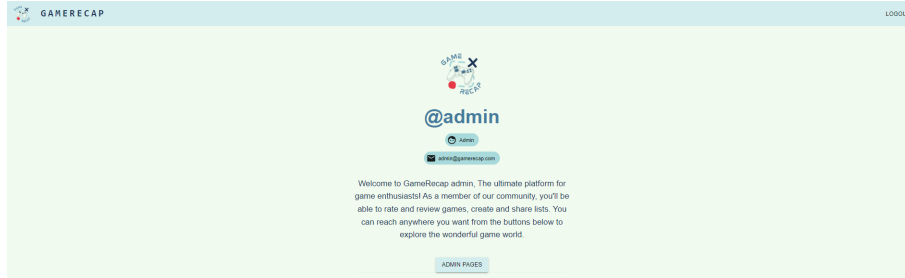 GAMERECAP
LOGOU
GAME
RECAP
@admin
Admin
admin@gamerecap.com
Welcome to GameRecap admin, The ultimate platform for
game enthusiasts! As a member of our community, you'll be
able to rate and review games, create and share lists. You
can reach anywhere you want from the buttons below to
explore the wonderful game world.
ADMIN PAGES